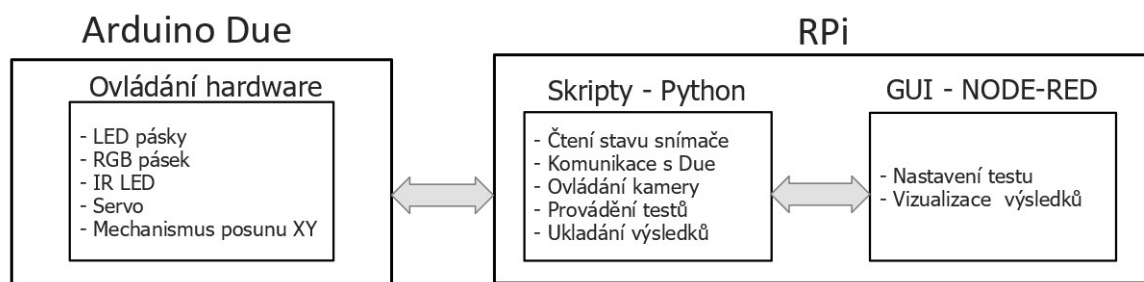 Arduino Due
Ovládání hardware
- LED pásky
- RGB pásek
- IR LED
- Servo
- Mechanismus posunu XY
RPi
Skripty - Python
- Čtení stavu snímače
- Komunikace s Due
- Ovládání kamery
- Provádění testů
- Ukladání výsledků
GUI - NODE-RED
- Nastavení testu
- Vizualizace výsledků